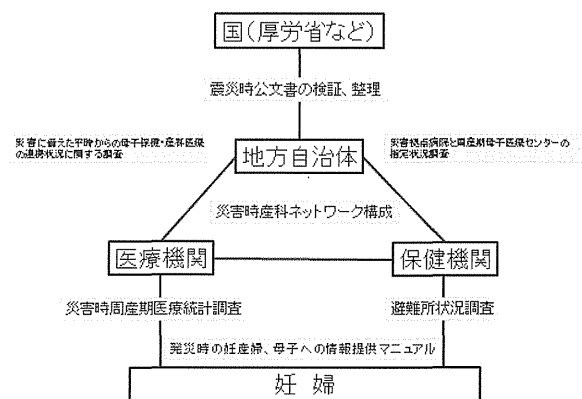 国(厚労省など)
震災時公文書の検証、整理
災害に備えた平時からの母子保健・産科医療
の連携状況に関する調査
災害拠点病院と周産期母子医療センターの
指定状況調査
地方自治体
災害時産科ネットワーク構成
医療機関
保健機関
災害時周産期医療統計調査
避難所状況調査
発災時の妊産婦、母子への情報提供マニュアル
妊 婦